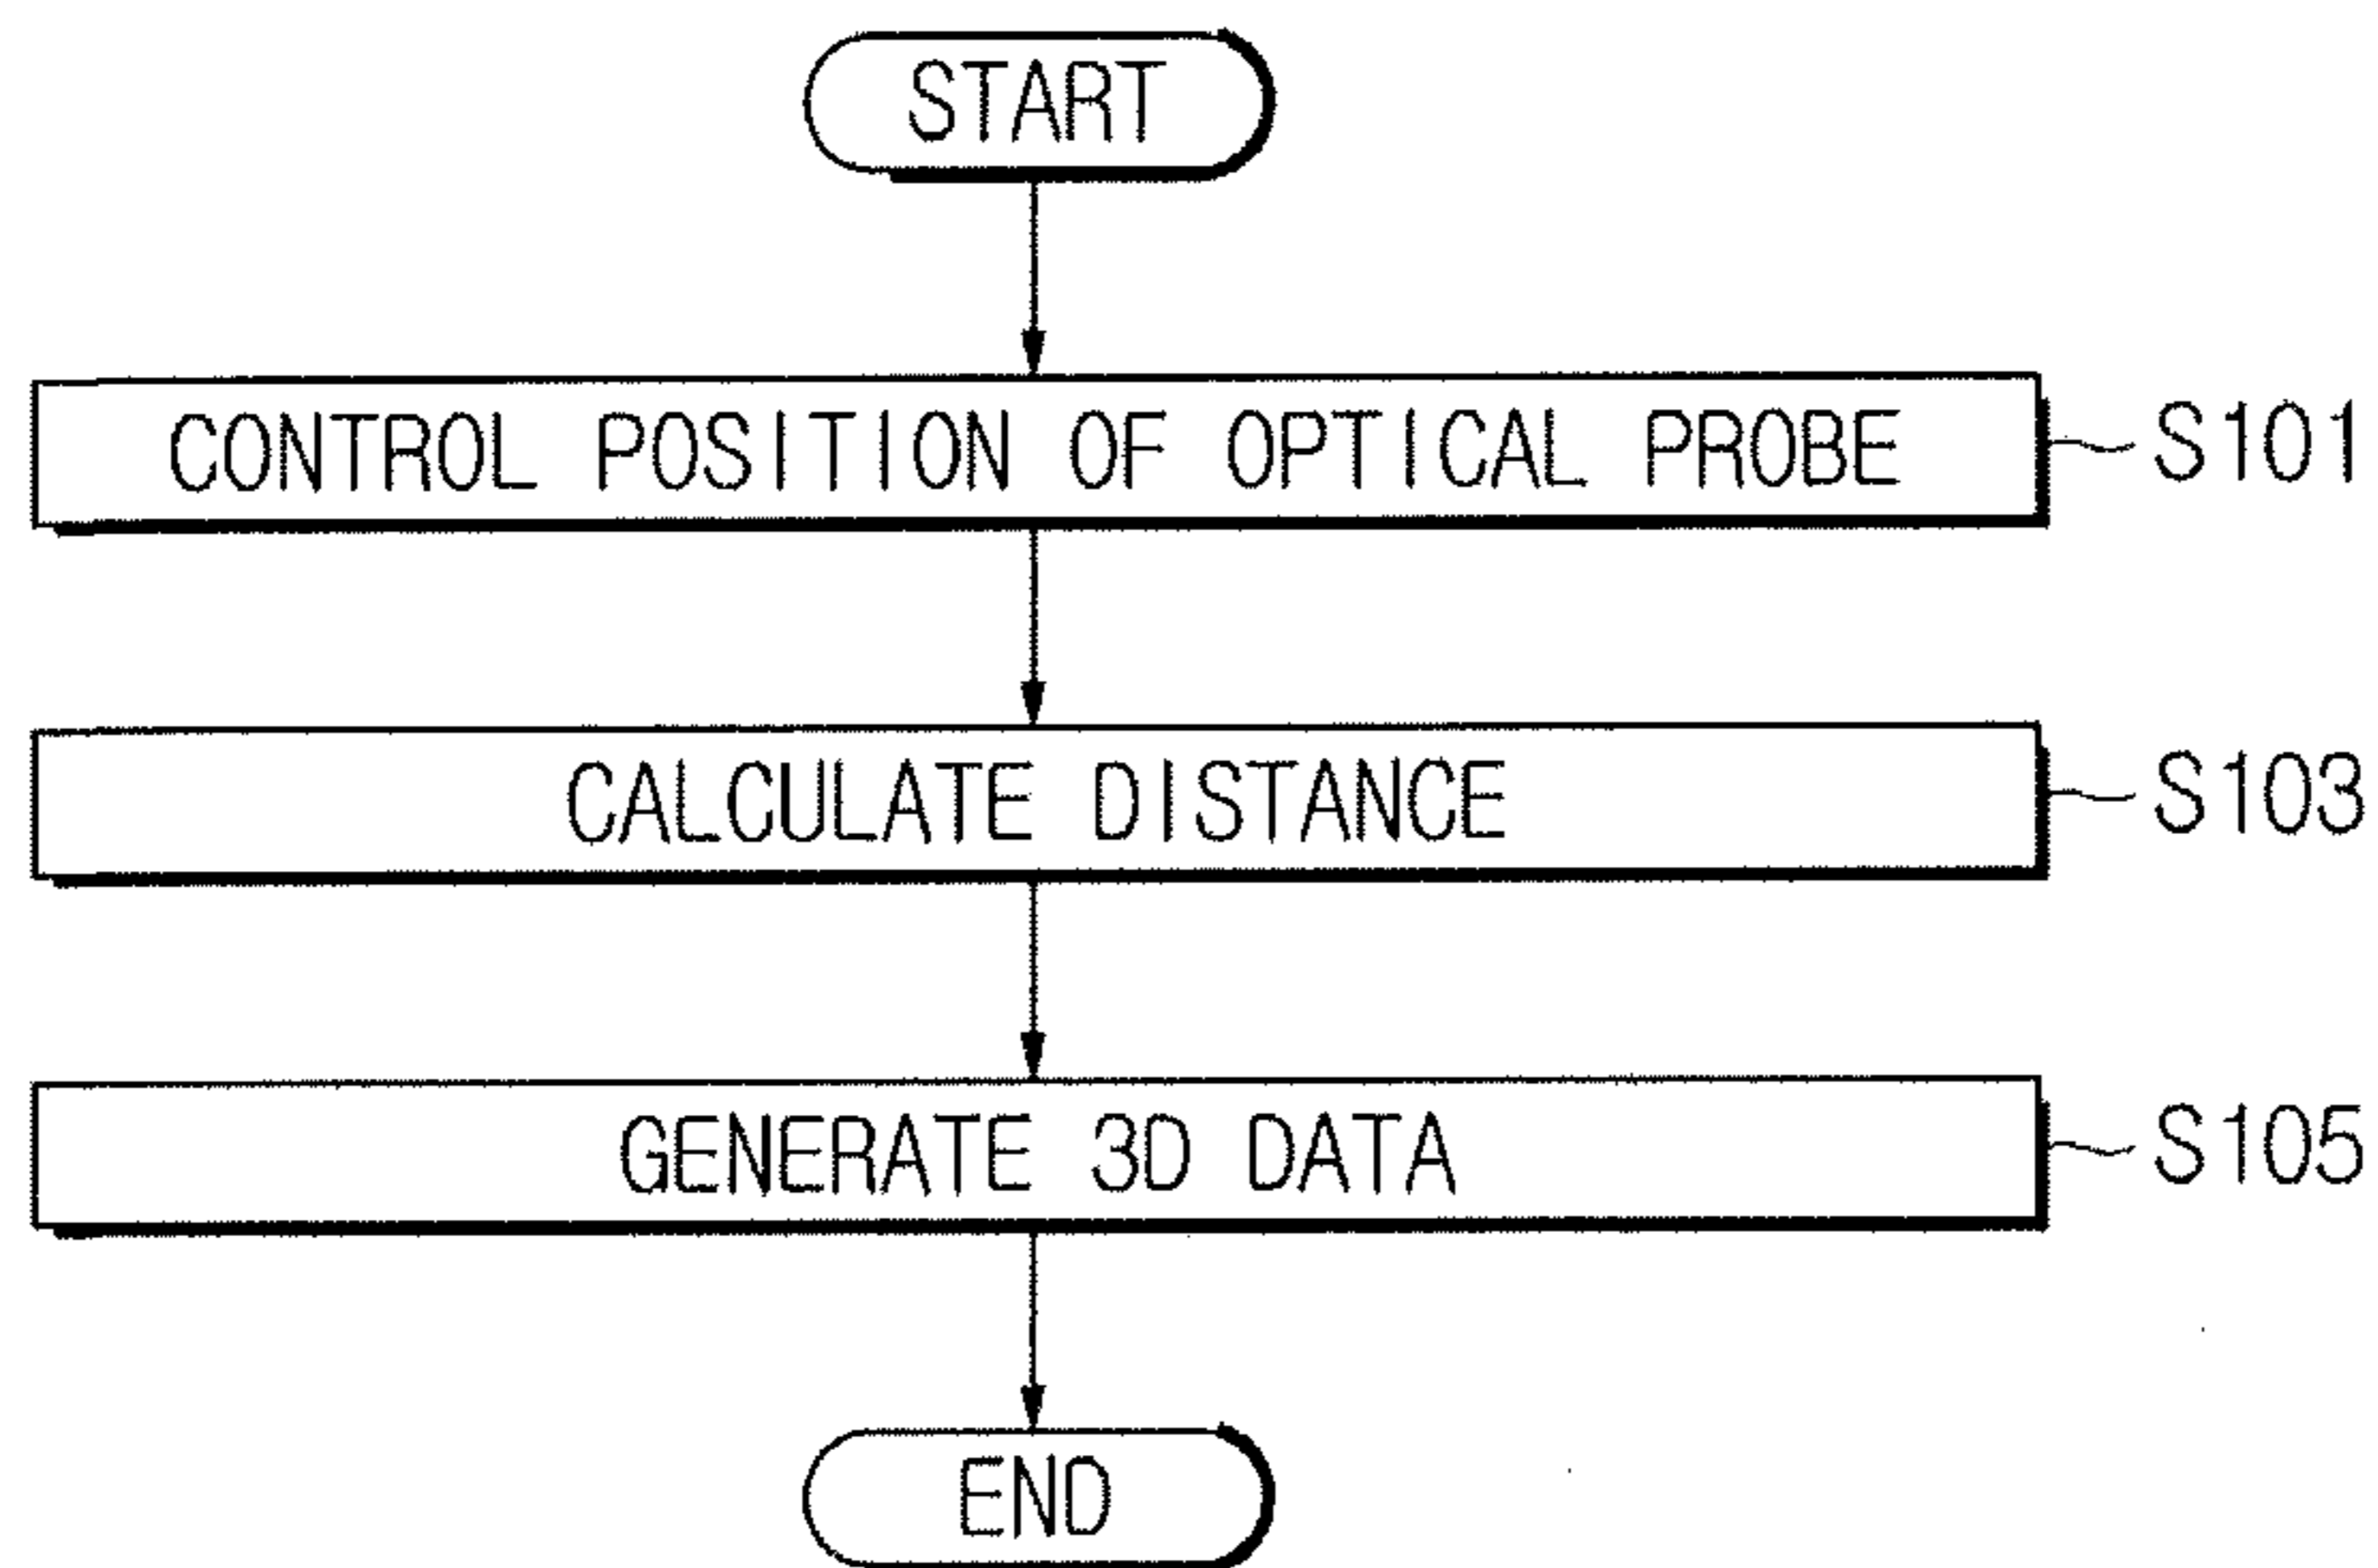 START
CONTROL POSITION OF OPTICAL PROBE S101
CALCULATE DISTANCE S103
GENERATE 3D DATA S105
END